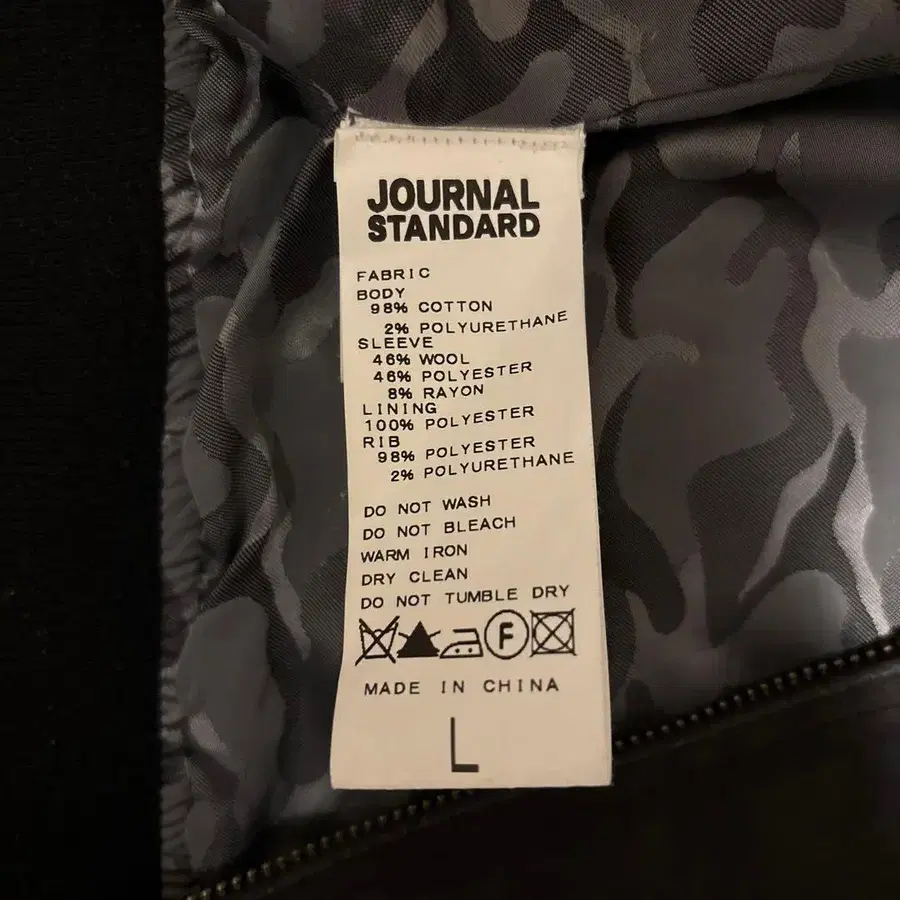 JOURNAL
STANDARD
FABRIC
BODY
98% COTTON
2% POLYURETHANE
SLEEVE
46% WOOL
46% POLYESTER
8% RAYON
LINING
100% POLYESTER
RIB
98% POLYESTER
2% POLYURETHANE
DO NOT WASH
DO NOT BLEACH
WARM IRON
DRY CLEAN
DO NOT TUMBLE DRY
F
MADE IN CHINA
L